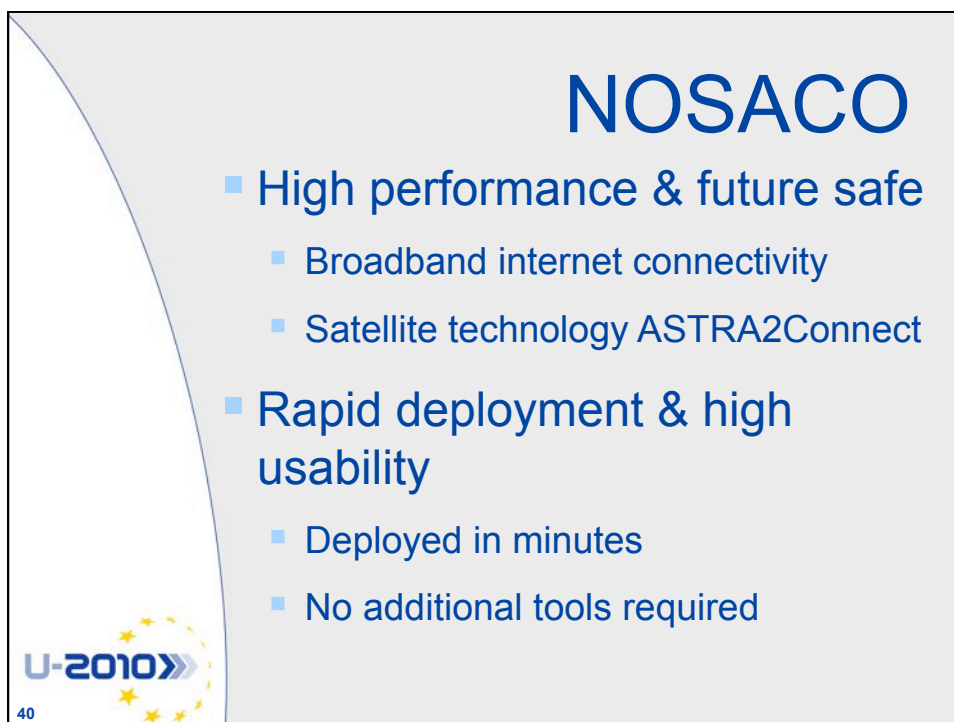 NOSACO
High performance & future safe
Broadband internet connectivity
Satellite technology ASTRA2Connect
Rapid deployment & high
usability
Deployed in minutes
No additional tools required
U-2010
40